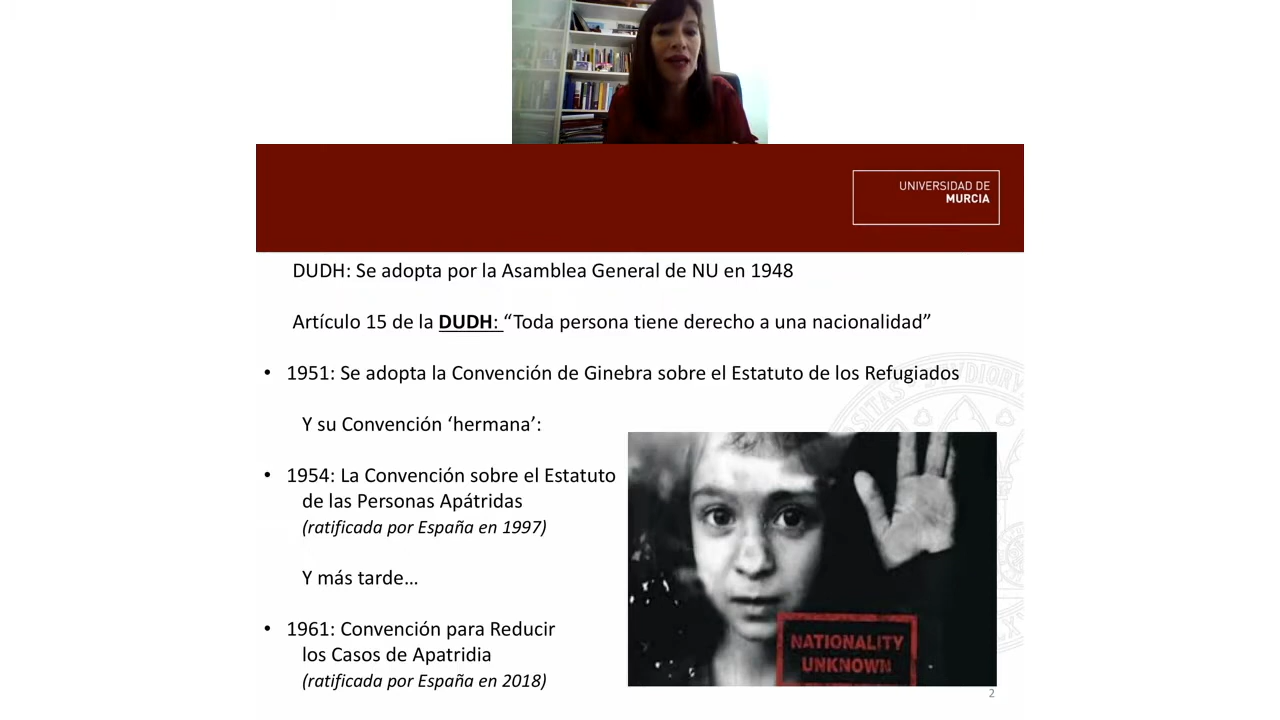 UNIVERSIDAD DE
MURCIA
DUDH: Se adopta por la Asamblea General de NU en 1948
Artículo 15 de la DUDH: “Toda persona tiene derecho a una nacionalidad”
• 1951: Se adopta la Convención de Ginebra sobre el Estatuto de los Refugiados
Y su Convención ‘hermana’:
• 1954: La Convención sobre el Estatuto
de las Personas Apátridas
(ratificada por España en 1997)
Y más tarde…
• 1961: Convención para Reducir
los Casos de Apatridia
(ratificada por España en 2018)
NATIONALITY
UNKNOWN
2